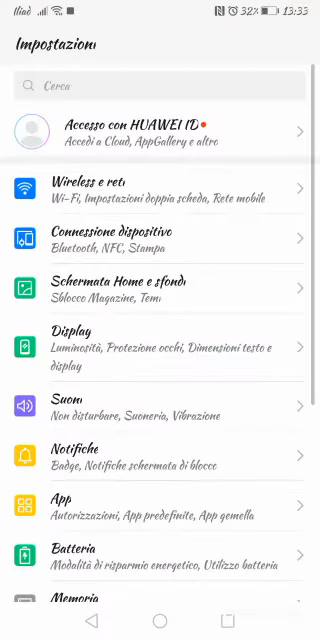 Iliad 32% 13:33
Impostazioni
Cerca
Accesso con HUAWEI ID
Accedi a Cloud, AppGallery e altro
Wireless e reti
Wi-Fi, Impostazioni doppia scheda, Rete mobile
Connessione dispositivo
Bluetooth, NFC, Stampa
Schermata Home e sfondi
Sblocco Magazine, Temi
Display
Luminosità, Protezione occhi, Dimensioni testo e
display
Suoni
Non disturbare, Suoneria, Vibrazione
Notifiche
Badge, Notifiche schermata di blocco
App
Autorizzazioni, App predefinite, App gemella
Batteria
Modalità di risparmio energetico, Utilizzo batteria
Memoria